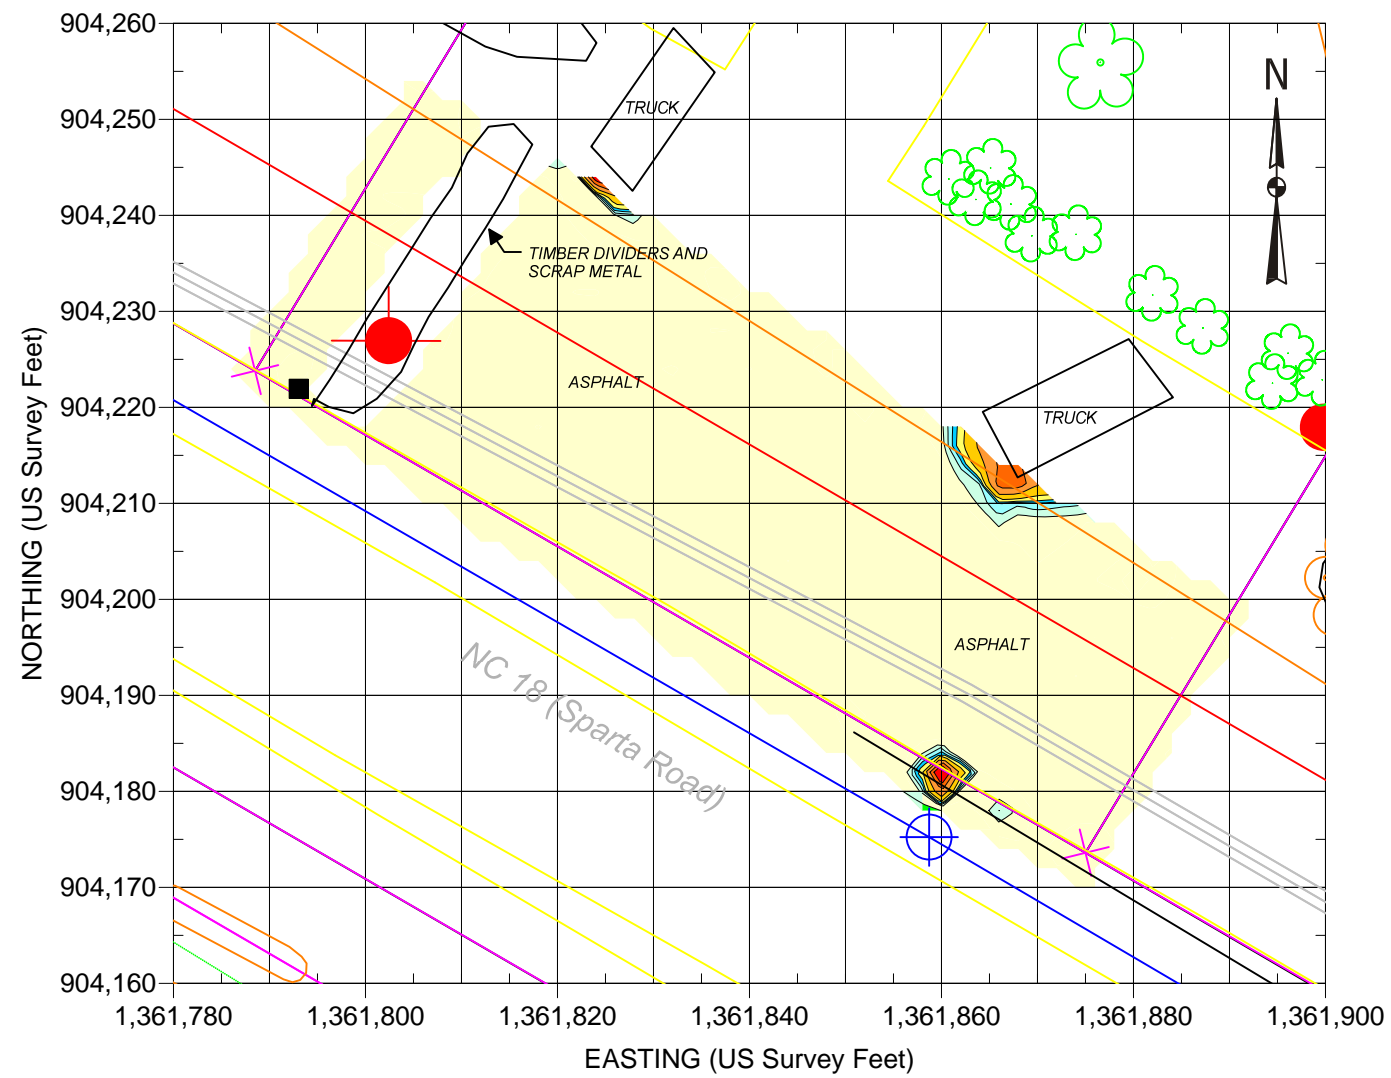 904,260
904,250
904,240
904,230
904,220
904,210
904,200
904,190
904,180
904,170
904,160
NORTHING (US Survey Feet)
N
TRUCK
TIMBER DIVIDERS AND
SCRAP METAL
ASPHALT
TRUCK
ASPHALT
NC 18 (Sparta Road)
1,361,780
1,361,800
1,361,820
1,361,840
1,361,860
1,361,880
1,361,900
EASTING (US Survey Feet)